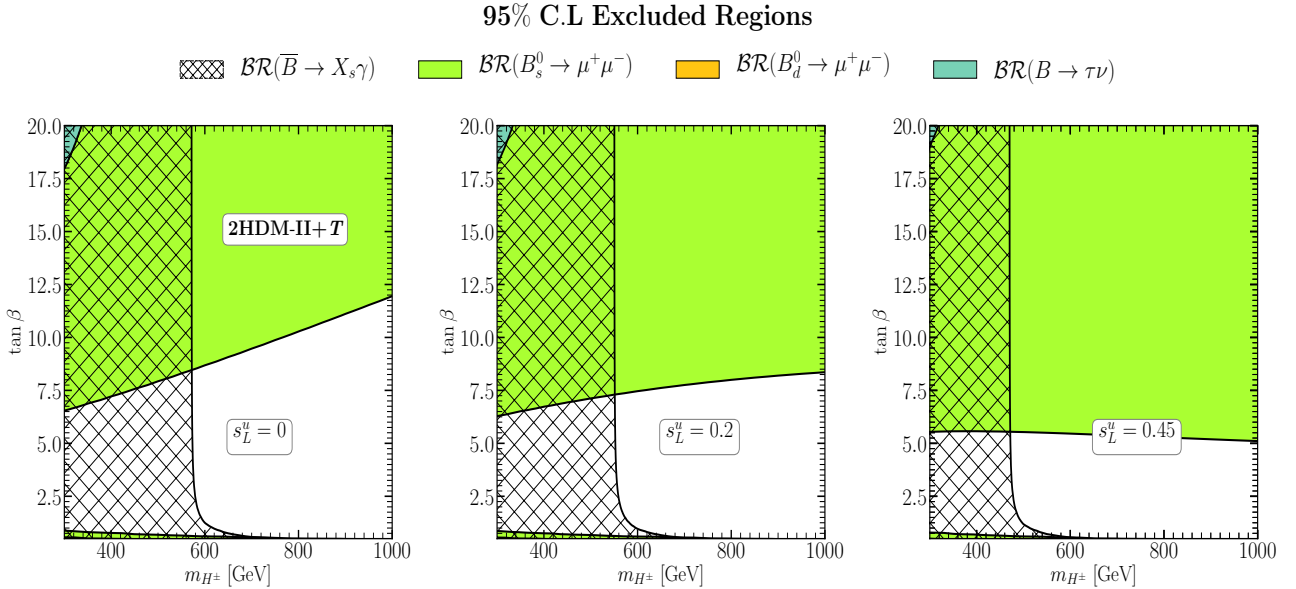 95% C.L Excluded Regions
BR(B̅ → X_sγ) BR(B_s^0 → μ⁺μ⁻) BR(B_d^0 → μ⁺μ⁻) BR(B → τν)
20.0 20.0 20.0
17.5 17.5 17.5
2HDM-II+T
15.0 15.0 15.0
12.5 12.5 12.5
tan β tan β tan β
10.0 10.0 10.0
7.5 7.5 7.5
s_L^u = 0 s_L^u = 0.2 s_L^u = 0.45
5.0 5.0 5.0
2.5 2.5 2.5
400 600 800 1000 400 600 800 1000 400 600 800 1000
m_{H^±} [GeV] m_{H^±} [GeV] m_{H^±} [GeV]